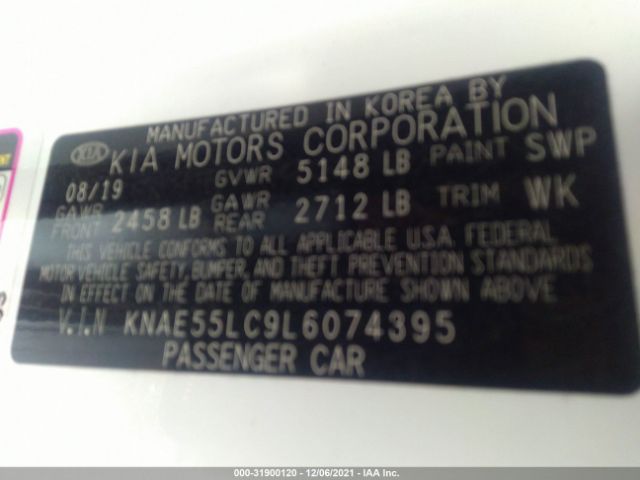 MANUFACTURED IN KOREA BY
KIA KIA MOTORS CORPORATION
08/19 GVWR 5148 LB PAINT SWP
GAWR FRONT 2458 LB GAWR REAR 2712 LB TRIM WK
THIS VEHICLE CONFORMS TO ALL APPLICABLE U.S.A. FEDERAL
MOTOR VEHICLE SAFETY, BUMPER, AND THEFT PREVENTION STANDARDS
IN EFFECT ON THE DATE OF MANUFACTURE SHOWN ABOVE
V.I.N KNAE55LC9L6074395
PASSENGER CAR
000-31900120 - 12/06/2021 - IAA Inc.